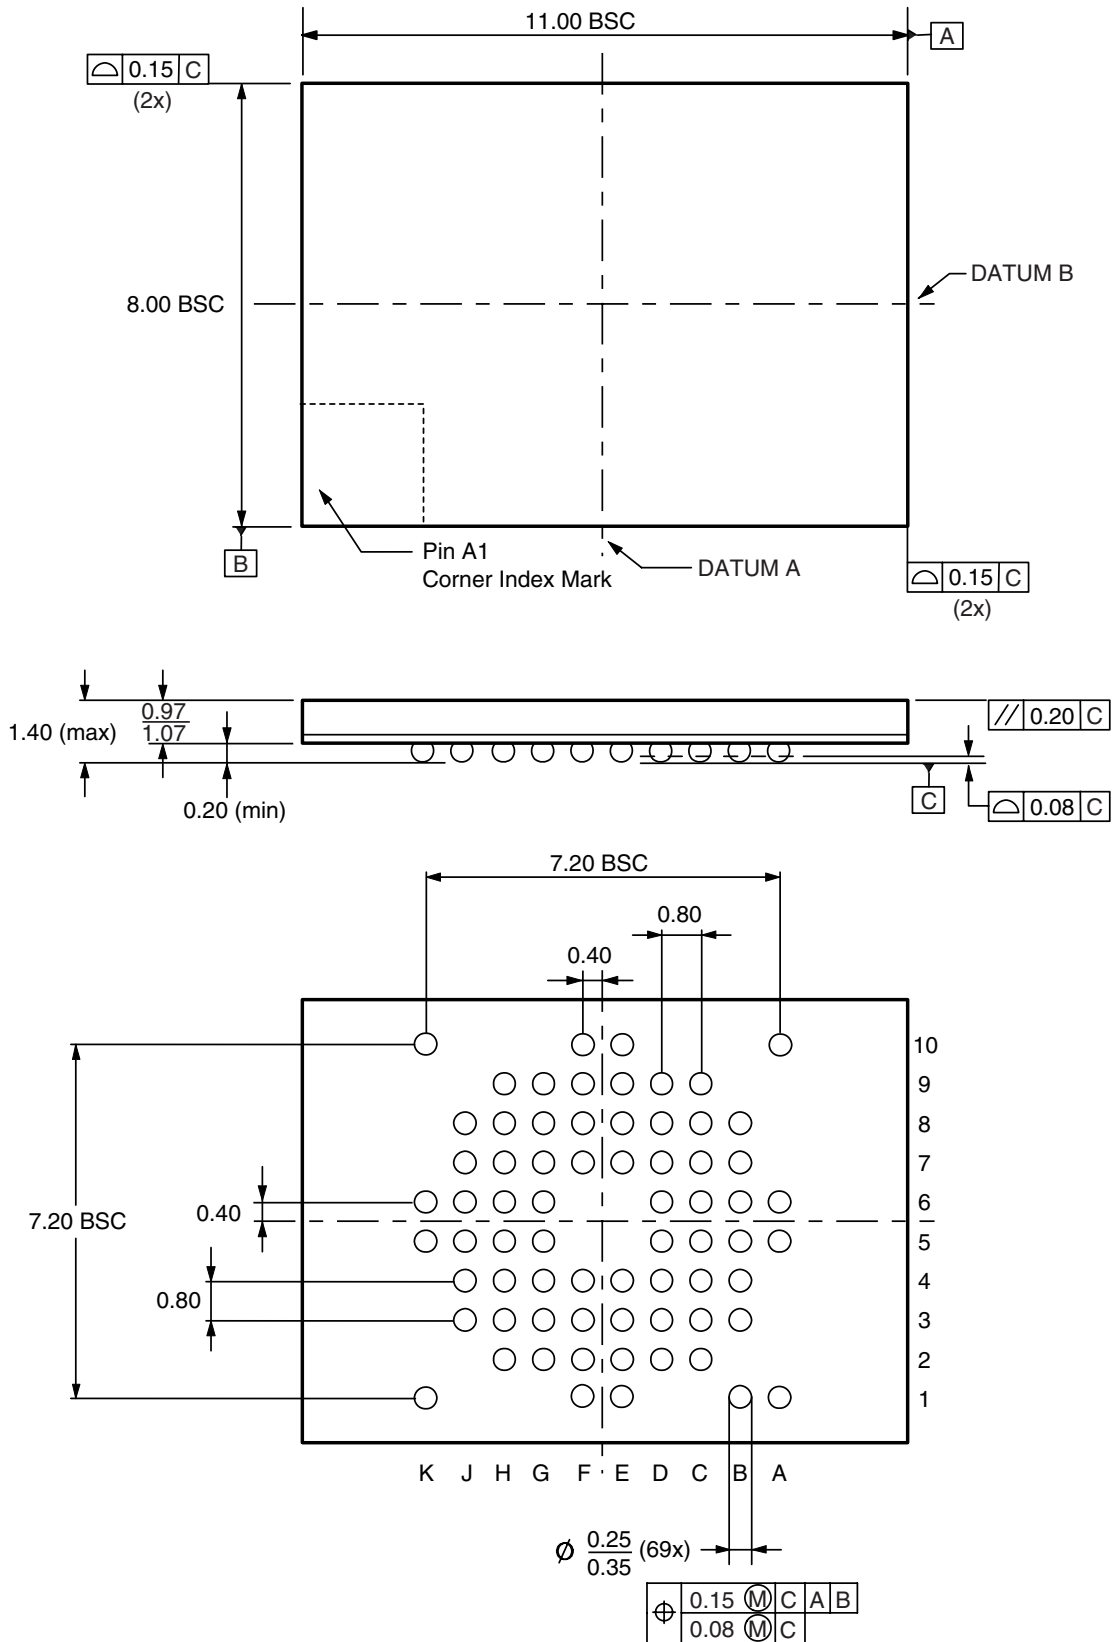 11.00 BSC
A
⌓ 0.15 C
(2x)
DATUM B
8.00 BSC
B
Pin A1
Corner Index Mark
DATUM A
⌓ 0.15 C
(2x)
1.40 (max)
0.97
1.07
0.20 (min)
// 0.20 C
C
⌓ 0.08 C
7.20 BSC
0.80
0.40
10
9
8
7
6
5
4
3
2
1
7.20 BSC
0.40
0.80
K J H G F E D C B A
Ø 0.25
0.35 (69x)
⌖ 0.15 Ⓜ C A B
0.08 Ⓜ C